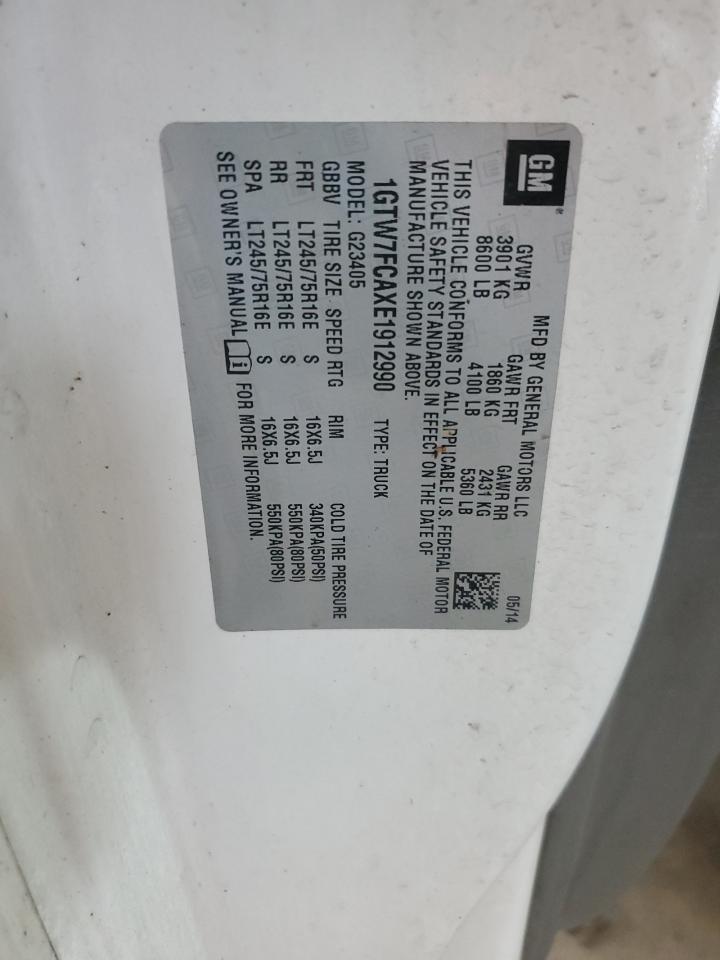 GM®
MFD BY GENERAL MOTORS LLC 05/14
GVWR GAWR FRT GAWR RR
3901 KG 1860 KG 2431 KG
8600 LB 4100 LB 5360 LB
THIS VEHICLE CONFORMS TO ALL APPLICABLE U.S. FEDERAL MOTOR
VEHICLE SAFETY STANDARDS IN EFFECT ON THE DATE OF
MANUFACTURE SHOWN ABOVE.
1GTW7FCAXE1912990 TYPE: TRUCK
MODEL: G23405
GBBV TIRE SIZE SPEED RTG RIM COLD TIRE PRESSURE
FRT LT245/75R16E S 16X6.5J 340KPA(50PSI)
RR LT245/75R16E S 16X6.5J 550KPA(80PSI)
SPA LT245/75R16E S 16X6.5J 550KPA(80PSI)
SEE OWNER'S MANUAL FOR MORE INFORMATION.